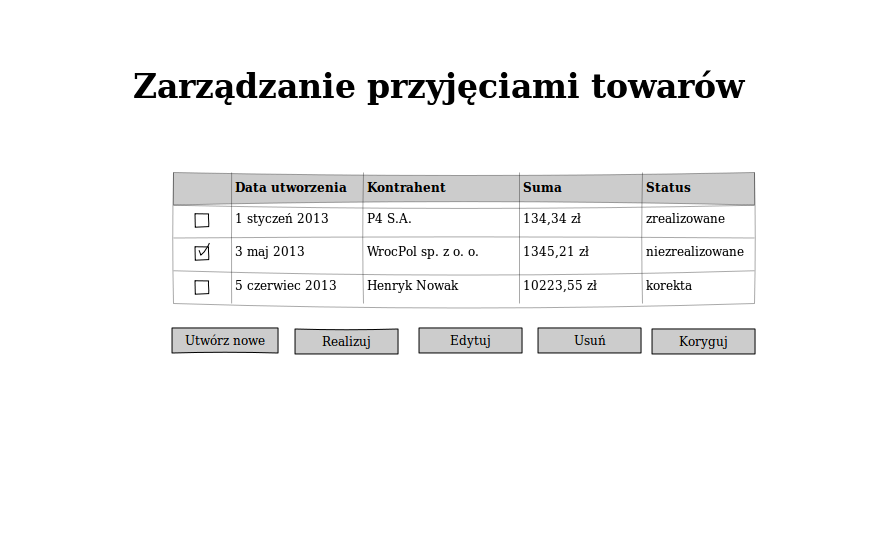 Zarządzanie przyjęciami towarów
Data utworzenia Kontrahent Suma Status
1 styczeń 2013 P4 S.A. 134,34 zł zrealizowane
3 maj 2013 WrocPol sp. z o. o. 1345,21 zł niezrealizowane
5 czerwiec 2013 Henryk Nowak 10223,55 zł korekta
Utwórz nowe Realizuj Edytuj Usuń Koryguj